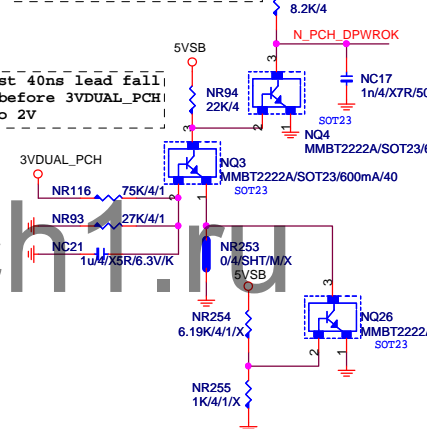 8.2K/4
N_PCH_DPWROK
5VSB
st 40ns lead fall
before 3VDUAL_PCH
o 2V
NR94
22K/4
3
2
1
NC17
1n/4/X7R/50
SOT23
NQ4
MMBT2222A/SOT23/6
3
NQ3
MMBT2222A/SOT23/600mA/40
SOT23
2
1
3VDUAL_PCH
NR116
75K/4/1
NR93
27K/4/1
NC21
1u/4/X5R/6.3V/K
NR253
0/4/SHT/M/X
h1.ru
5VSB
NR254
6.19K/4/1/X
3
NQ26
MMBT2222A
SOT23
2
1
NR255
1K/4/1/X